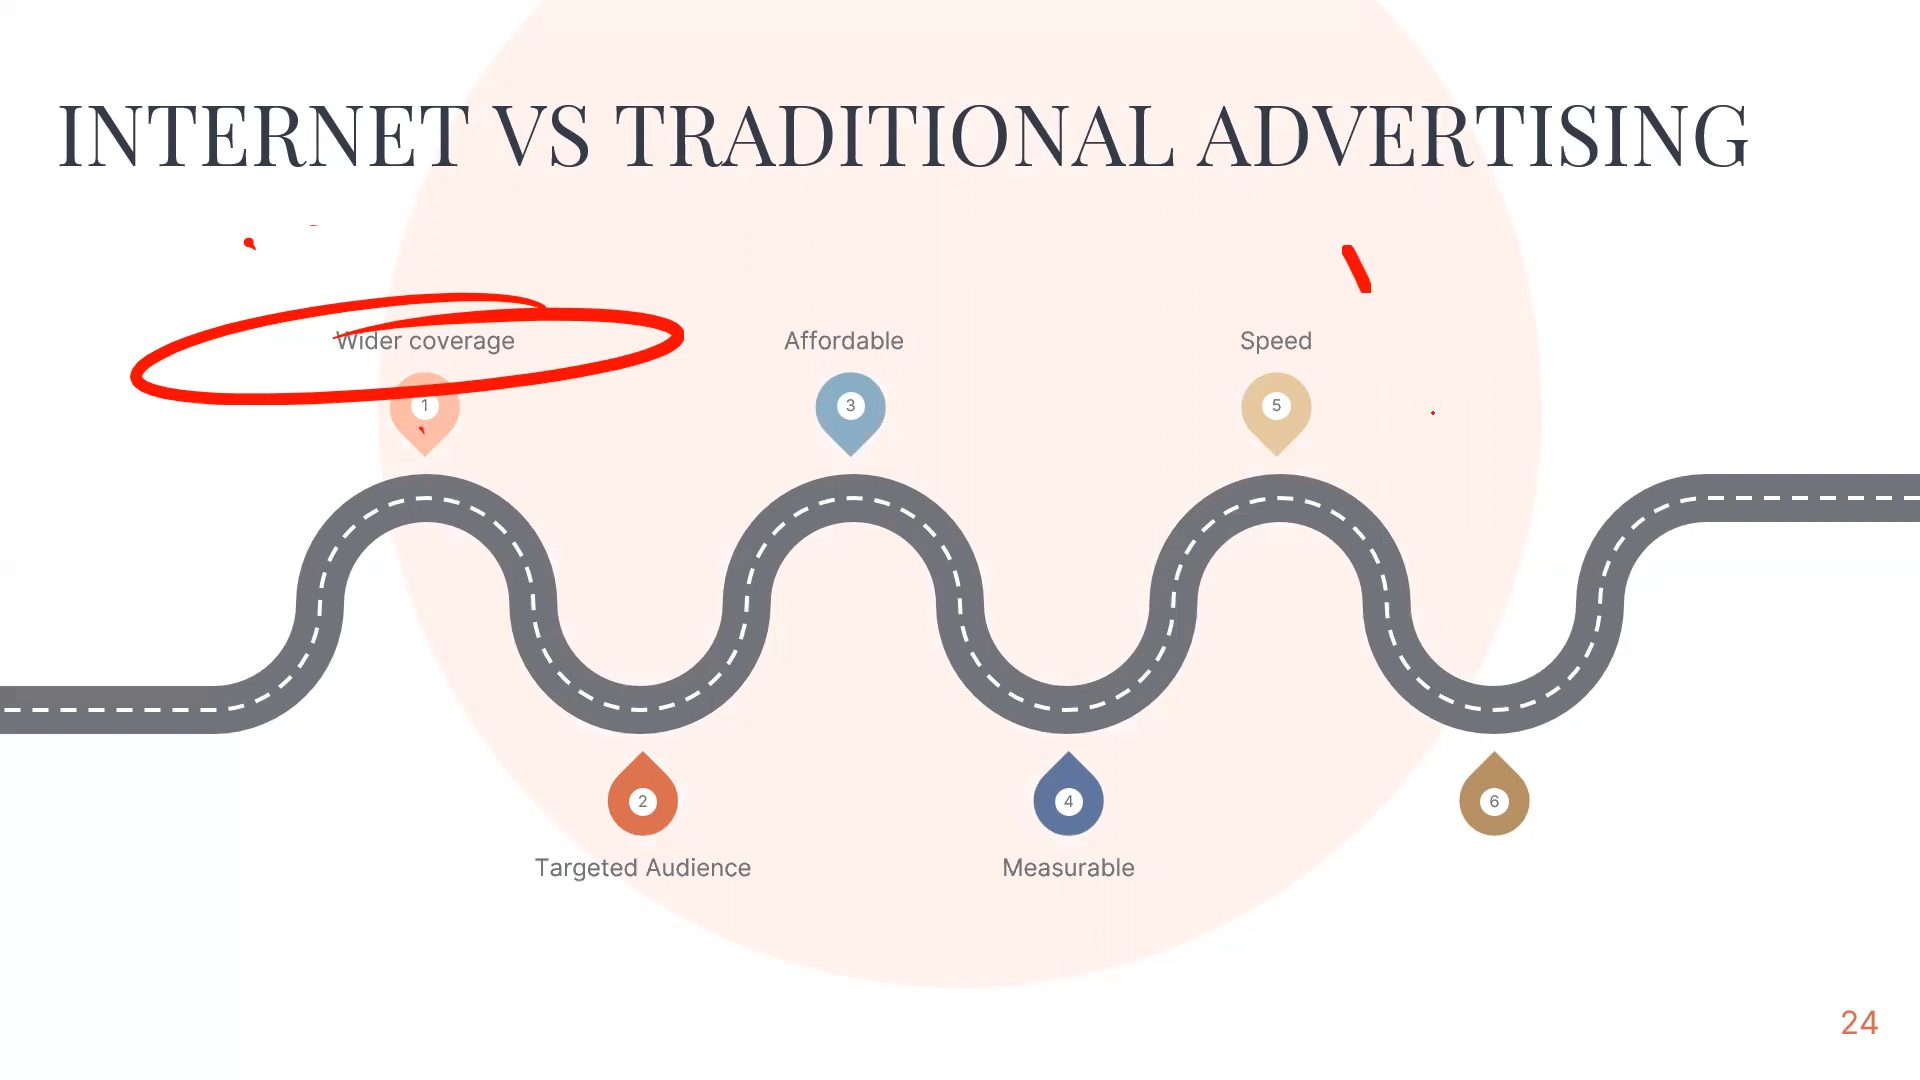 INTERNET VS TRADITIONAL ADVERTISING
Wider coverage
Affordable
Speed
1
3
5
2
4
6
Targeted Audience
Measurable
24